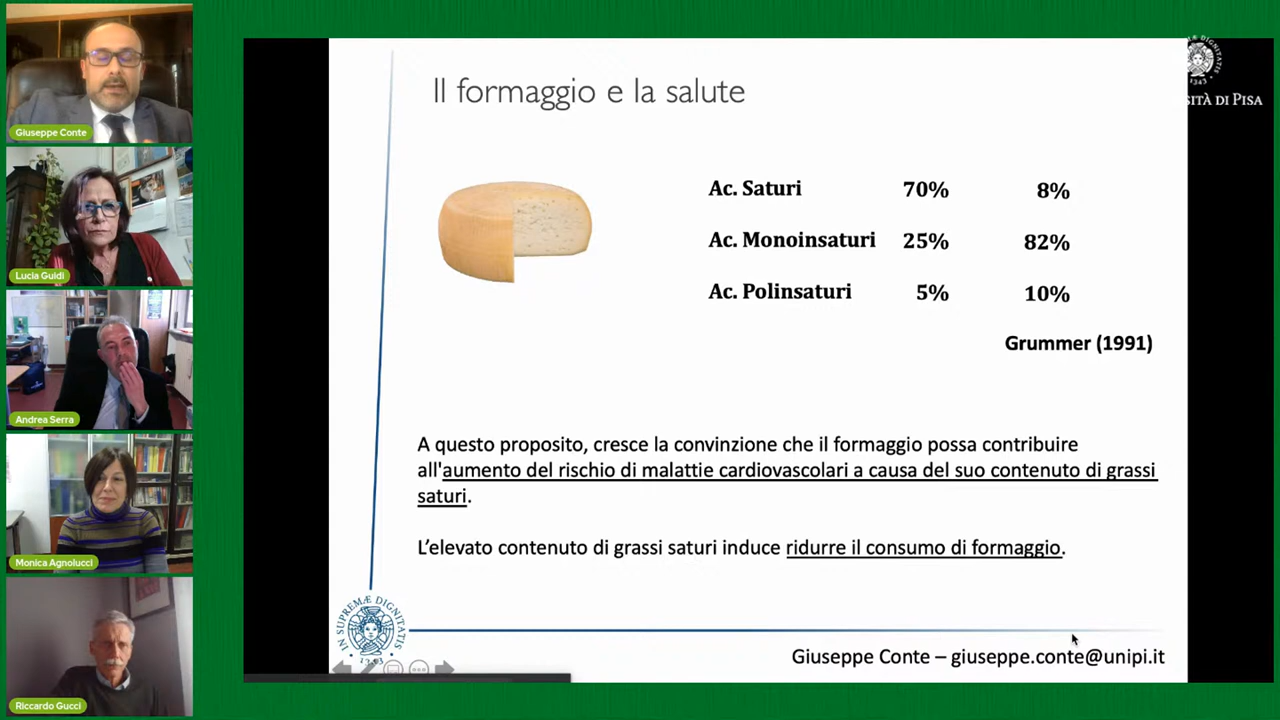 Giuseppe Conte
Lucia Guidi
Andrea Serra
Monica Agnolucci
Riccardo Gucci
Il formaggio e la salute
DIGNITATIS
1343
SITÀ DI PISA
Ac. Saturi 70% 8%
Ac. Monoinsaturi 25% 82%
Ac. Polinsaturi 5% 10%
Grummer (1991)
A questo proposito, cresce la convinzione che il formaggio possa contribuire
all'aumento del rischio di malattie cardiovascolari a causa del suo contenuto di grassi
saturi.
L’elevato contenuto di grassi saturi induce ridurre il consumo di formaggio.
IN SUPREMÆ DIGNITATIS
Giuseppe Conte – giuseppe.conte@unipi.it